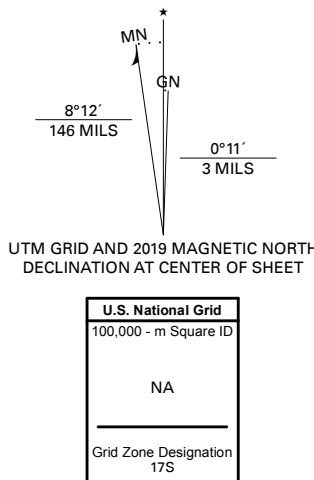 ★
MN
GN
8°12´
146 MILS
0°11´
3 MILS
UTM GRID AND 2019 MAGNETIC NORTH
DECLINATION AT CENTER OF SHEET
U.S. National Grid
100,000 - m Square ID
NA
Grid Zone Designation
17S